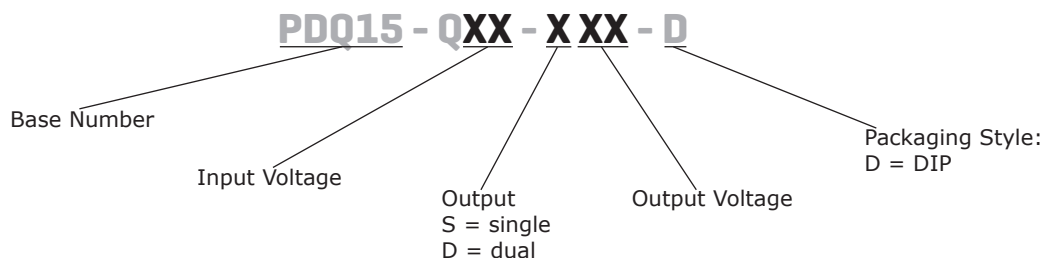 PDQ15 - QXX - X XX - D
Base Number
Input Voltage
Output
S = single
D = dual
Output Voltage
Packaging Style:
D = DIP